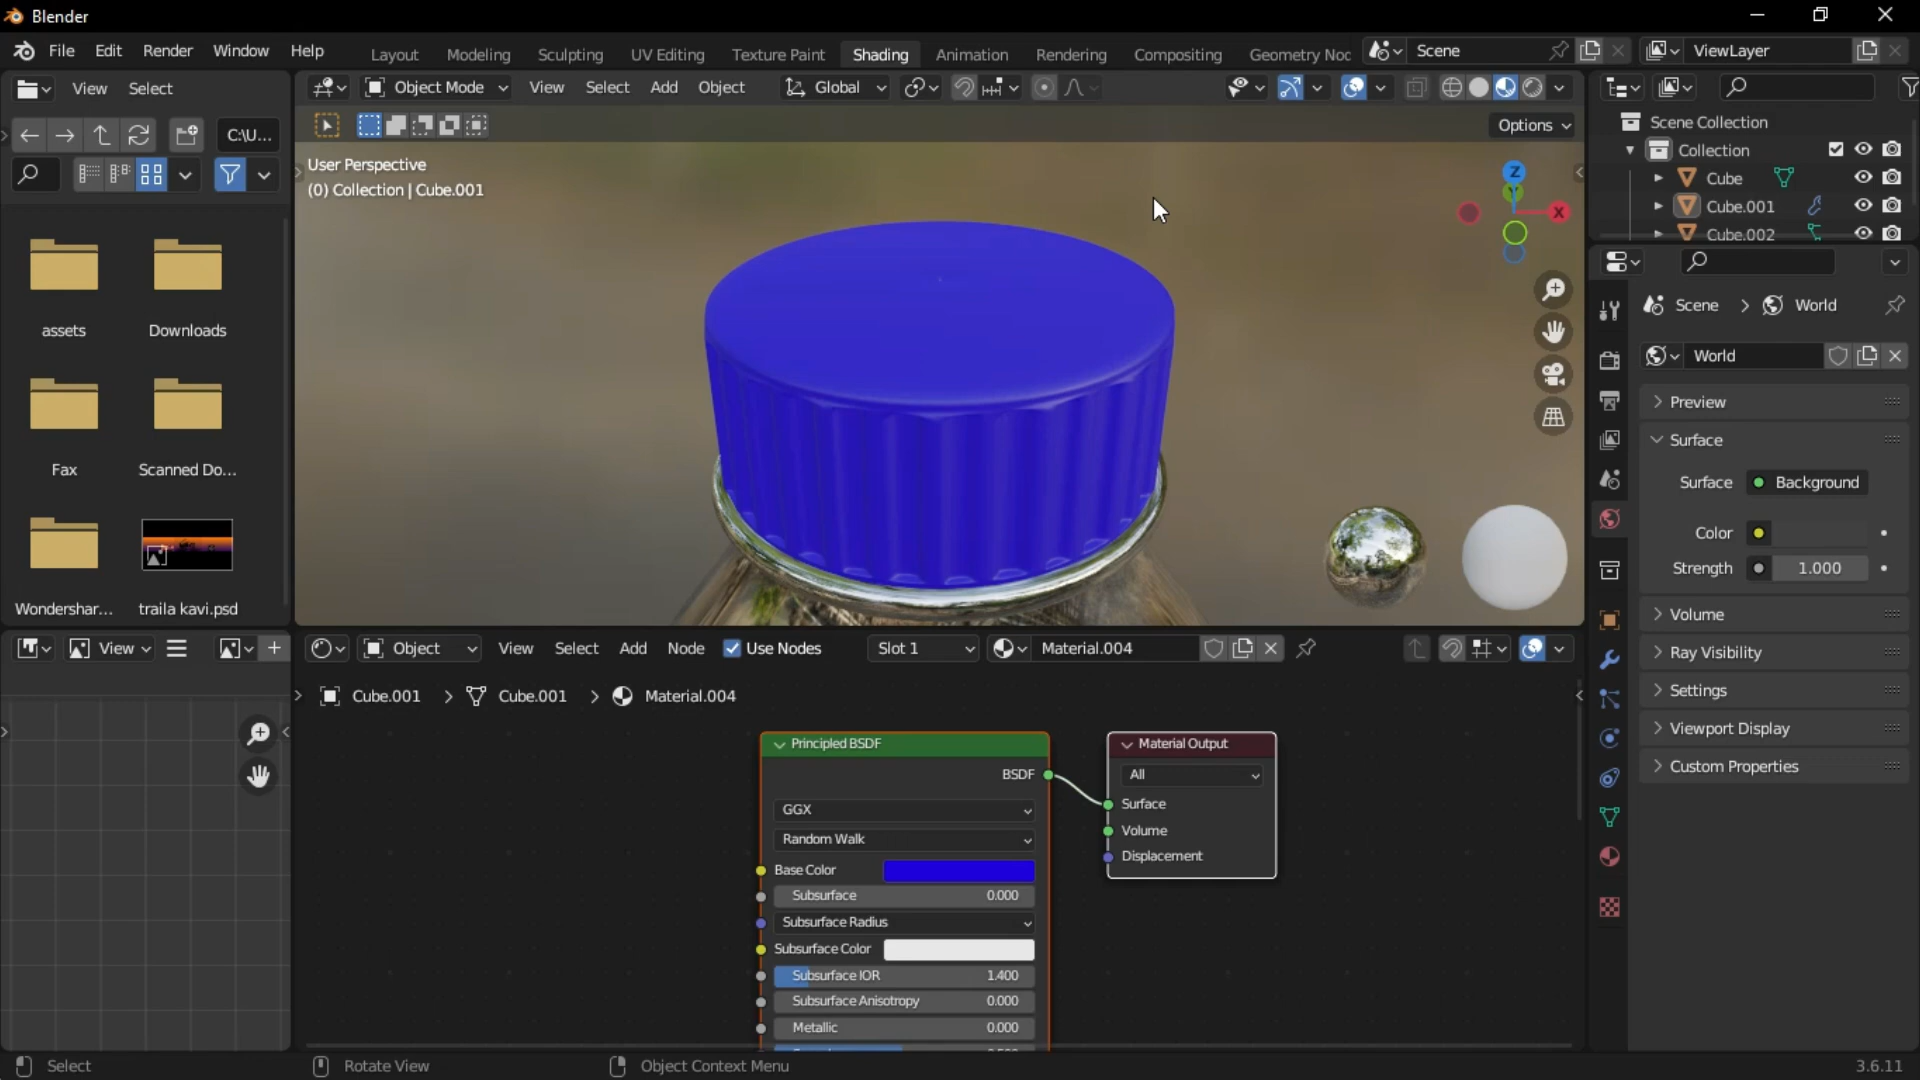 Blender
File Edit Render Window Help
Layout Modeling Sculpting UV Editing Texture Paint Shading Animation Rendering Compositing Geometry Noc
Scene
ViewLayer
View Select
Object Mode View Select Add Object Global
C:\U...
Options
User Perspective
(0) Collection | Cube.001
Z
Y
X
Scene Collection
Collection
Cube
Cube.001
Cube.002
assets
Downloads
Fax
Scanned Do...
Wondershar...
traila kavi.psd
Scene > World
World
Preview
Surface
Surface Background
Color
Strength 1.000
Volume
Ray Visibility
Settings
Viewport Display
Custom Properties
View
Object View Select Add Node Use Nodes Slot 1 Material.004
Cube.001 > Cube.001 > Material.004
Principled BSDF
BSDF
GGX
Random Walk
Base Color
Subsurface 0.000
Subsurface Radius
Subsurface Color
Subsurface IOR 1.400
Subsurface Anisotropy 0.000
Metallic 0.000
Material Output
All
Surface
Volume
Displacement
Select
Rotate View
Object Context Menu
3.6.11